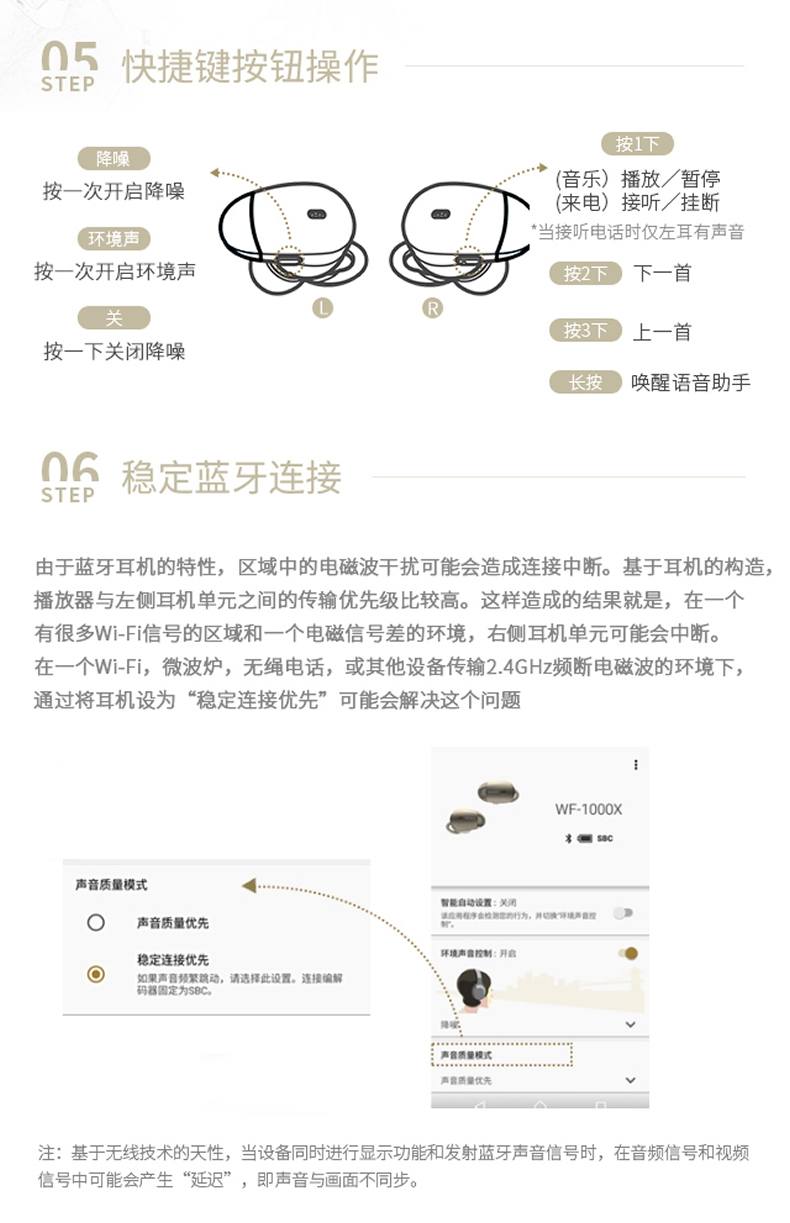 05
STEP
快捷键按钮操作
降噪
按一次开启降噪
环境声
按一次开启环境声
关
按一下关闭降噪
L
R
按1下
(音乐）播放／暂停
(来电）接听／挂断
*当接听电话时仅左耳有声音
按2下 下一首
按3下 上一首
长按 唤醒语音助手
06
STEP
稳定蓝牙连接
由于蓝牙耳机的特性，区域中的电磁波干扰可能会造成连接中断。基于耳机的构造，
播放器与左侧耳机单元之间的传输优先级比较高。这样造成的结果就是，在一个
有很多Wi-Fi信号的区域和一个电磁信号差的环境，右侧耳机单元可能会中断。
在一个Wi-Fi，微波炉，无绳电话，或其他设备传输2.4GHz频断电磁波的环境下，
通过将耳机设为“稳定连接优先”可能会解决这个问题
声音质量模式
声音质量优先
稳定连接优先
如果声音频繁跳动，请选择此设置。连接编解
码器固定为SBC。
WF-1000X
SBC
智能自动设置：关闭
该应用程序会检测您的行为，并切换“环境声音控
制”。
环境声音控制：开启
降噪
声音质量模式
声音质量优先
注：基于无线技术的天性，当设备同时进行显示功能和发射蓝牙声音信号时，在音频信号和视频
信号中可能会产生“延迟”，即声音与画面不同步。